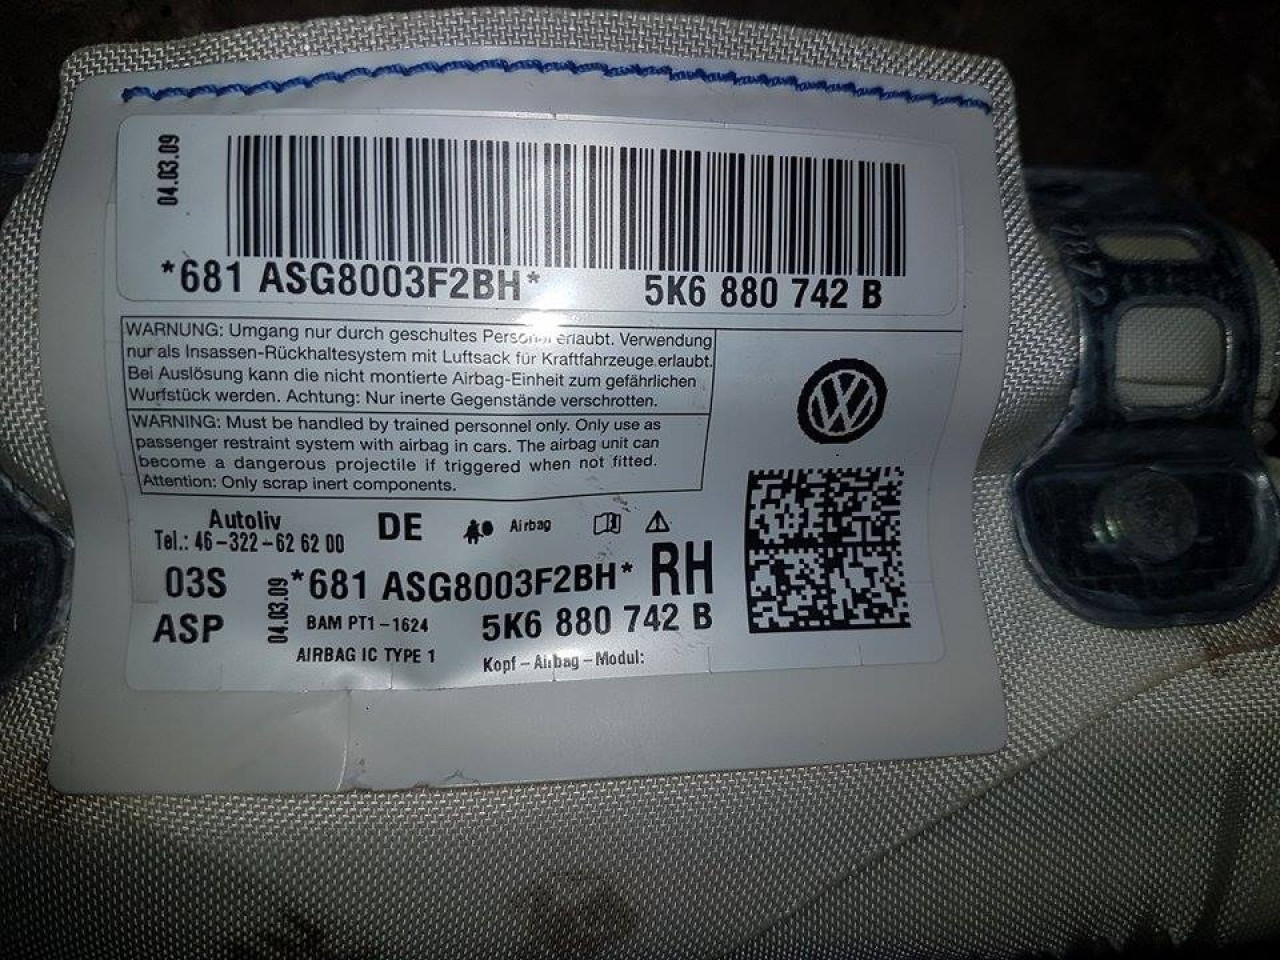 04.03.09
*681 ASG8003F2BH* 5K6 880 742 B
WARNUNG: Umgang nur durch geschultes erlaubt. Verwendung
nur als Insassen-Rückhaltesystem mit Luftsack für Kraftfahrzeuge erlaubt.
Bei Auslösung kann die nicht montierte Airbag-Einheit zum gefährlichen
Wurfstück werden. Achtung: Nur inerte Gegenstände verschrotten.
WARNING: Must be handled by trained personnel only. Only use as
passenger restraint system with airbag in cars. The airbag unit can
become a dangerous projectile if triggered when not fitted.
Attention: Only scrap inert components.
Autoliv DE Airbag
Tel.: 46-322-62 62 00
03S 04.03.09 *681 ASG8003F2BH* RH
ASP BAM PT1-1624 5K6 880 742 B
AIRBAG IC TYPE 1 Kopf-Airbag-Modul:
VW
2822